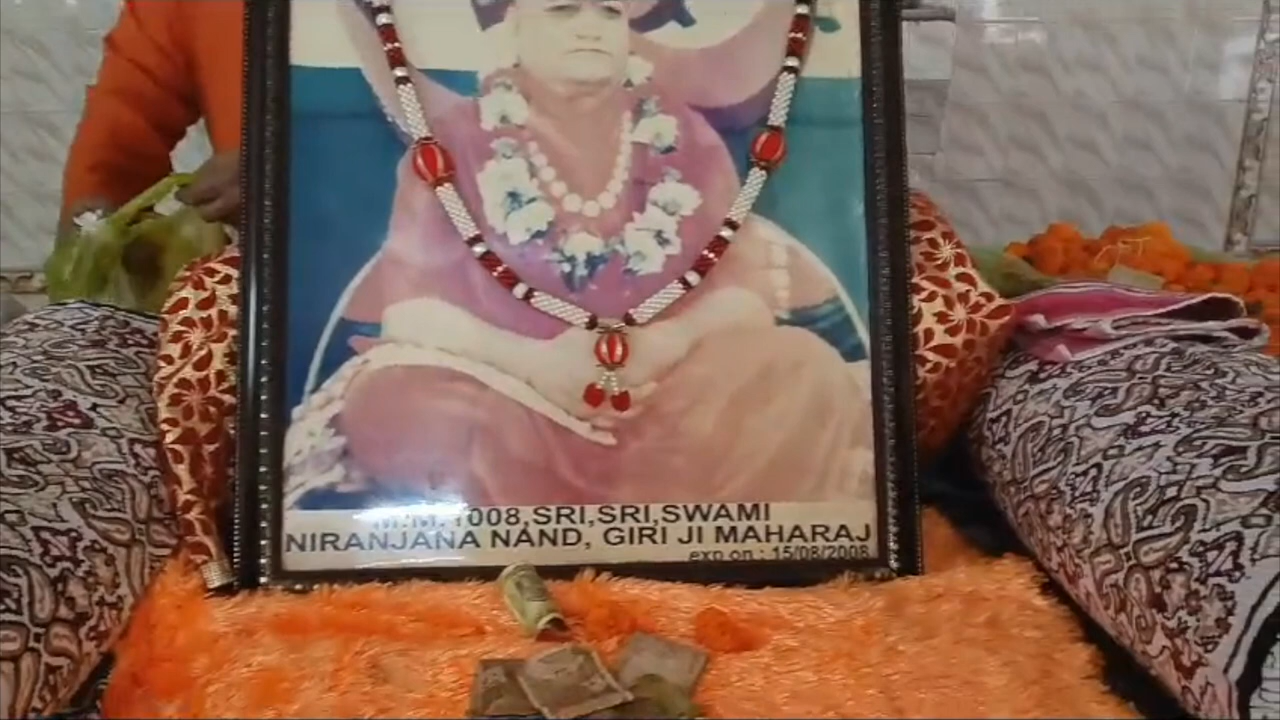 M.M.1008,SRI,SRI,SWAMI
NIRANJANA NAND, GIRI JI MAHARAJ
exp on : 15/08/2008